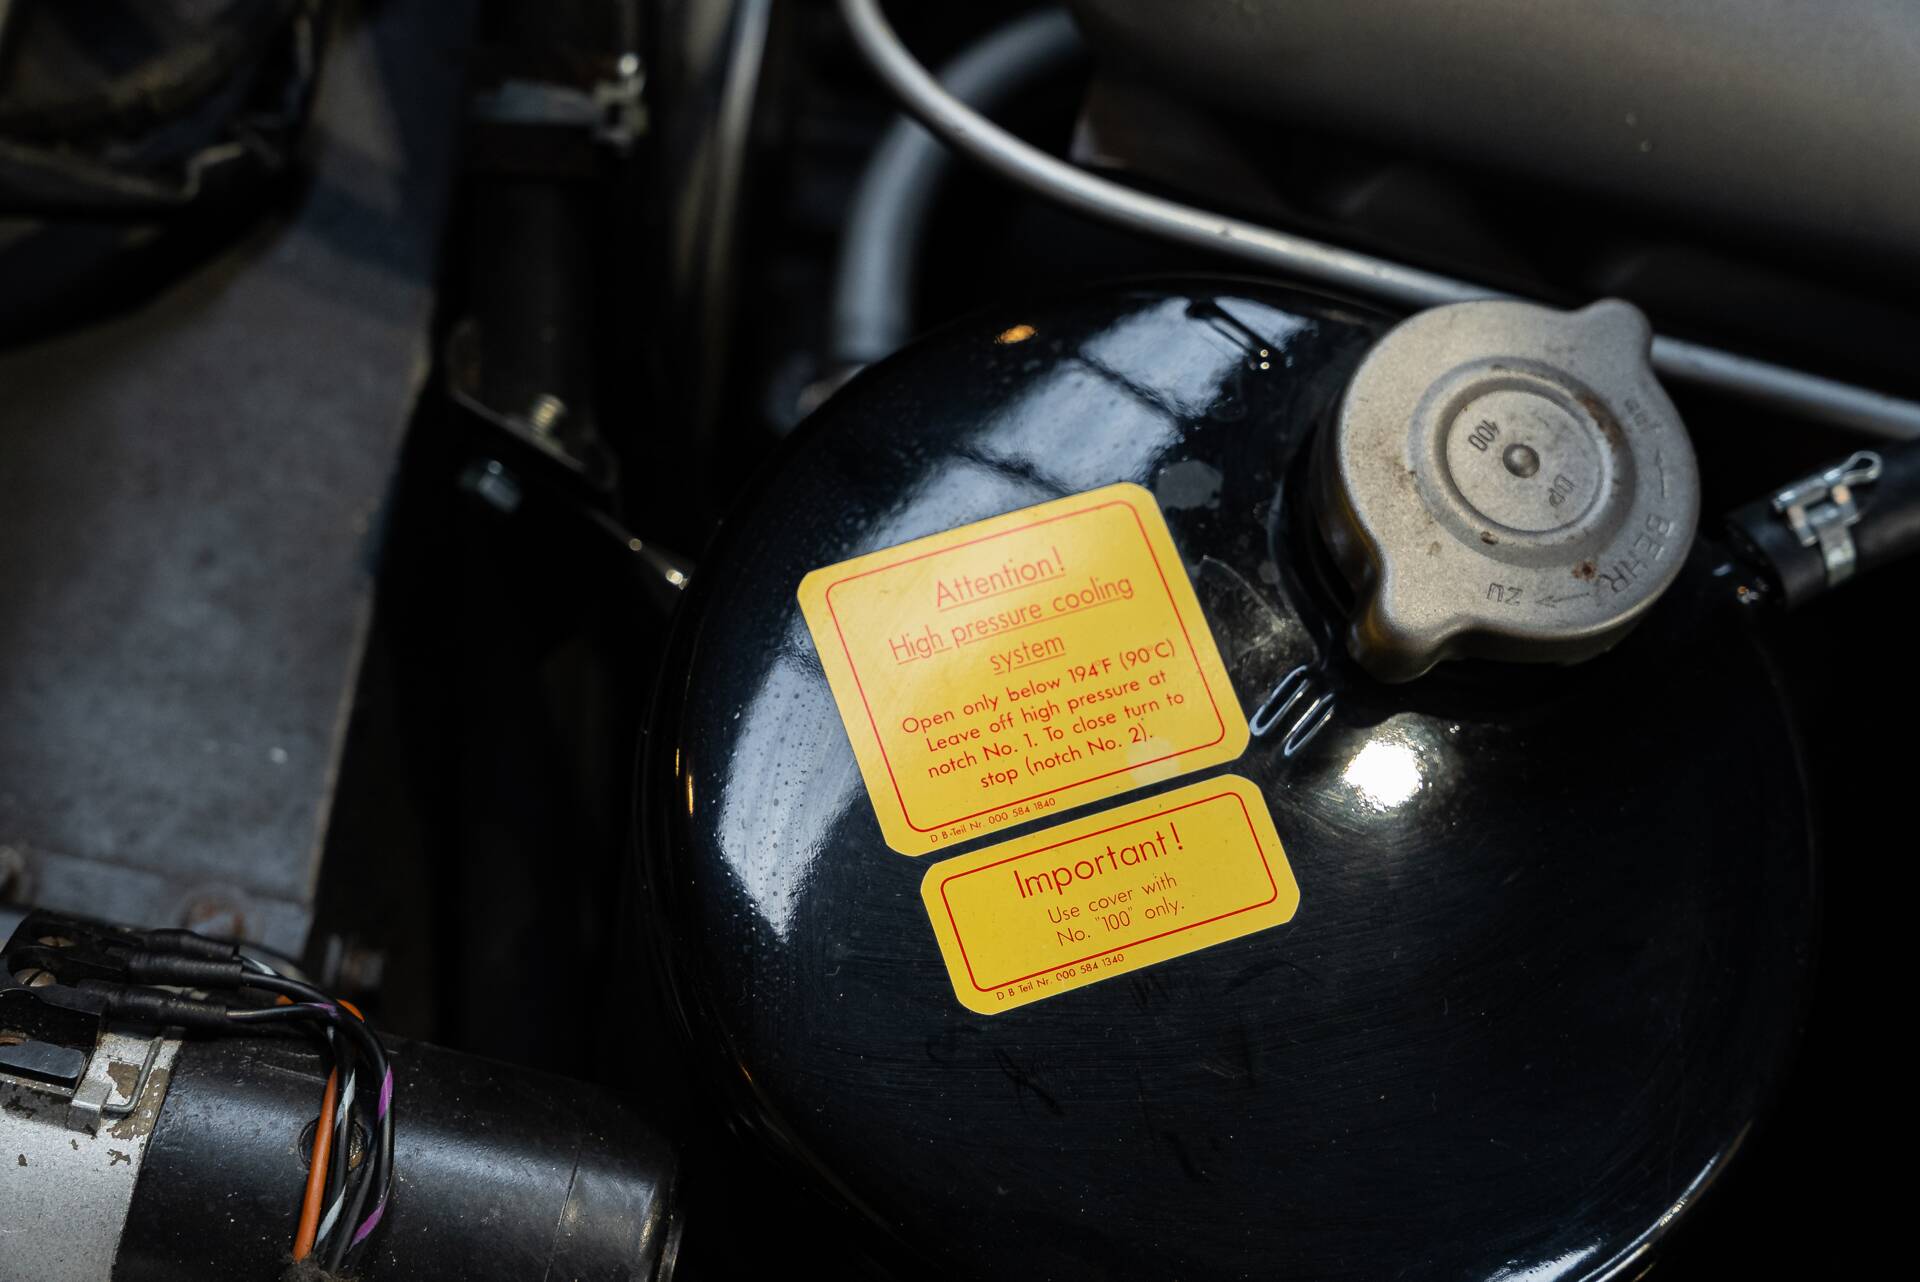 Attention!
High pressure cooling
system
Open only below 194°F (90°C)
Leave off high pressure at
notch No. 1. To close turn to
stop (notch No. 2).
D B-Teil Nr. 000 584 1840
Important!
Use cover with
No. "100" only.
D B Teil Nr. 000 584 1340
100
DP
BEHR
ZU